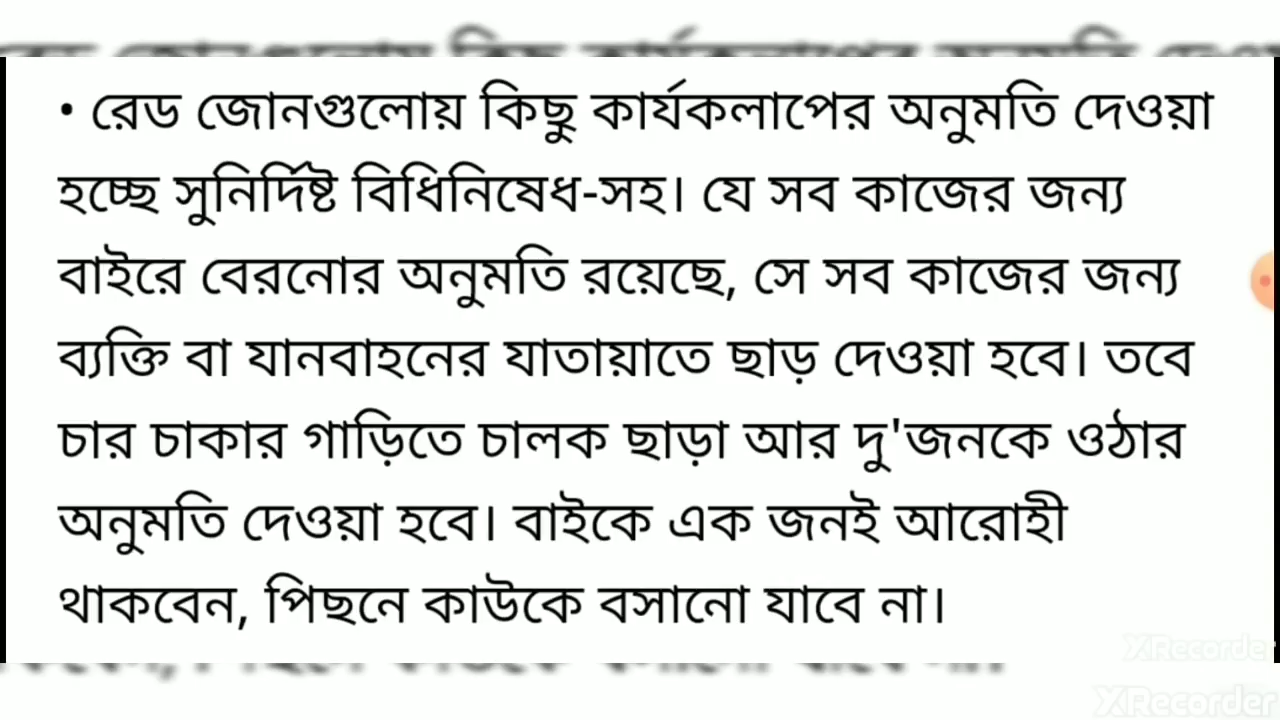 • রেড জোনগুলোয় কিছু কার্যকলাপের অনুমতি দেওয়া
হচ্ছে সুনির্দিষ্ট বিধিনিষেধ-সহ। যে সব কাজের জন্য
বাইরে বেরনোর অনুমতি রয়েছে, সে সব কাজের জন্য
ব্যক্তি বা যানবাহনের যাতায়াতে ছাড় দেওয়া হবে। তবে
চার চাকার গাড়িতে চালক ছাড়া আর দু'জনকে ওঠার
অনুমতি দেওয়া হবে। বাইকে এক জনই আরোহী
থাকবেন, পিছনে কাউকে বসানো যাবে না।
XRecorder
XRecorder